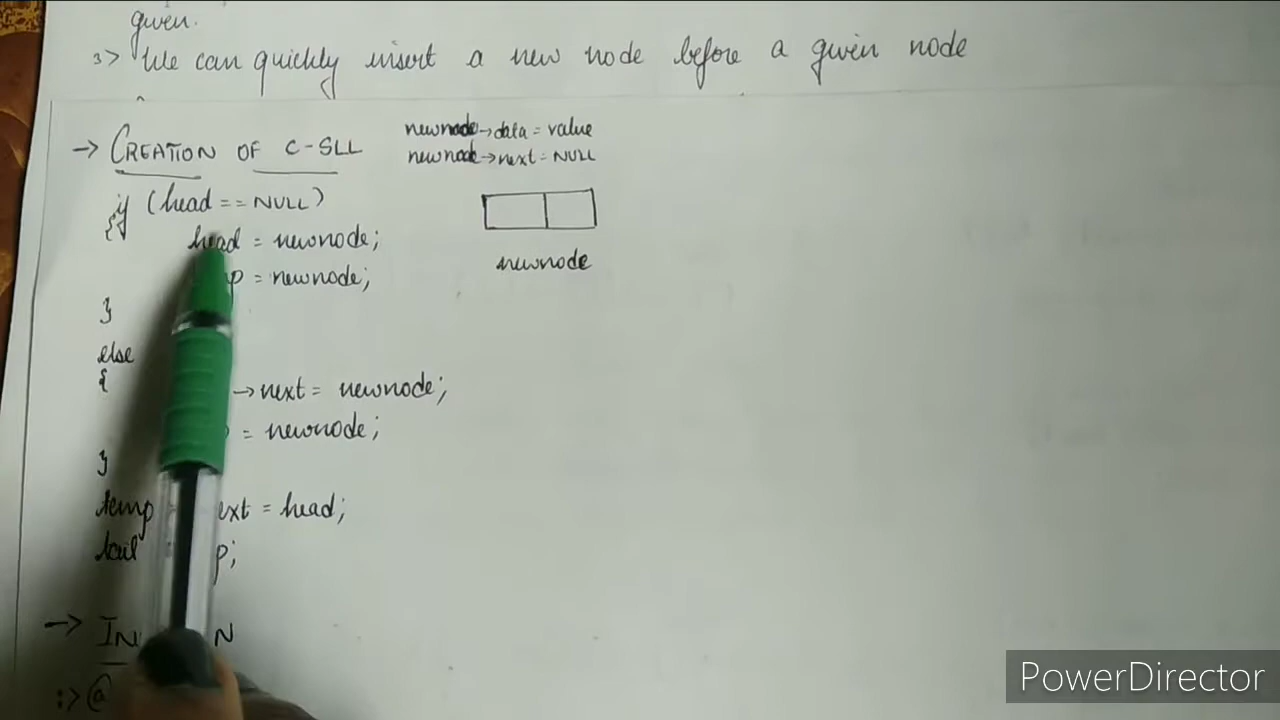 given.
3> We can quickly insert a new node before a given node
→ CREATION OF C-SLL
newnode→data = value
newnode→next = NULL
if (head == NULL)
{
head = newnode;
p = newnode;
newnode
}
else
{
→next = newnode;
= newnode;
}
temp ext = head;
tail p;
→ IN N
:> @
PowerDirector